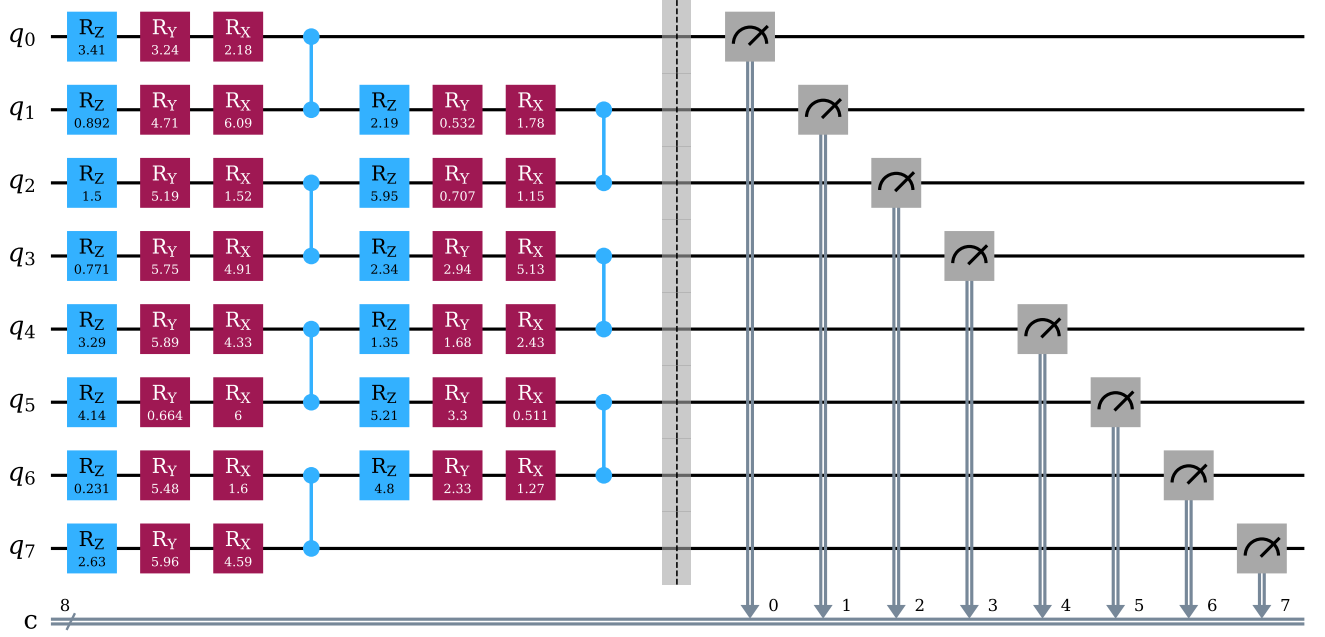 q0 RZ 3.41 RY 3.24 RX 2.18
q1 RZ 0.892 RY 4.71 RX 6.09 RZ 2.19 RY 0.532 RX 1.78
q2 RZ 1.5 RY 5.19 RX 1.52 RZ 5.95 RY 0.707 RX 1.15
q3 RZ 0.771 RY 5.75 RX 4.91 RZ 2.34 RY 2.94 RX 5.13
q4 RZ 3.29 RY 5.89 RX 4.33 RZ 1.35 RY 1.68 RX 2.43
q5 RZ 4.14 RY 0.664 RX 6 RZ 5.21 RY 3.3 RX 0.511
q6 RZ 0.231 RY 5.48 RX 1.6 RZ 4.8 RY 2.33 RX 1.27
q7 RZ 2.63 RY 5.96 RX 4.59
8 0 1 2 3 4 5 6 7
c